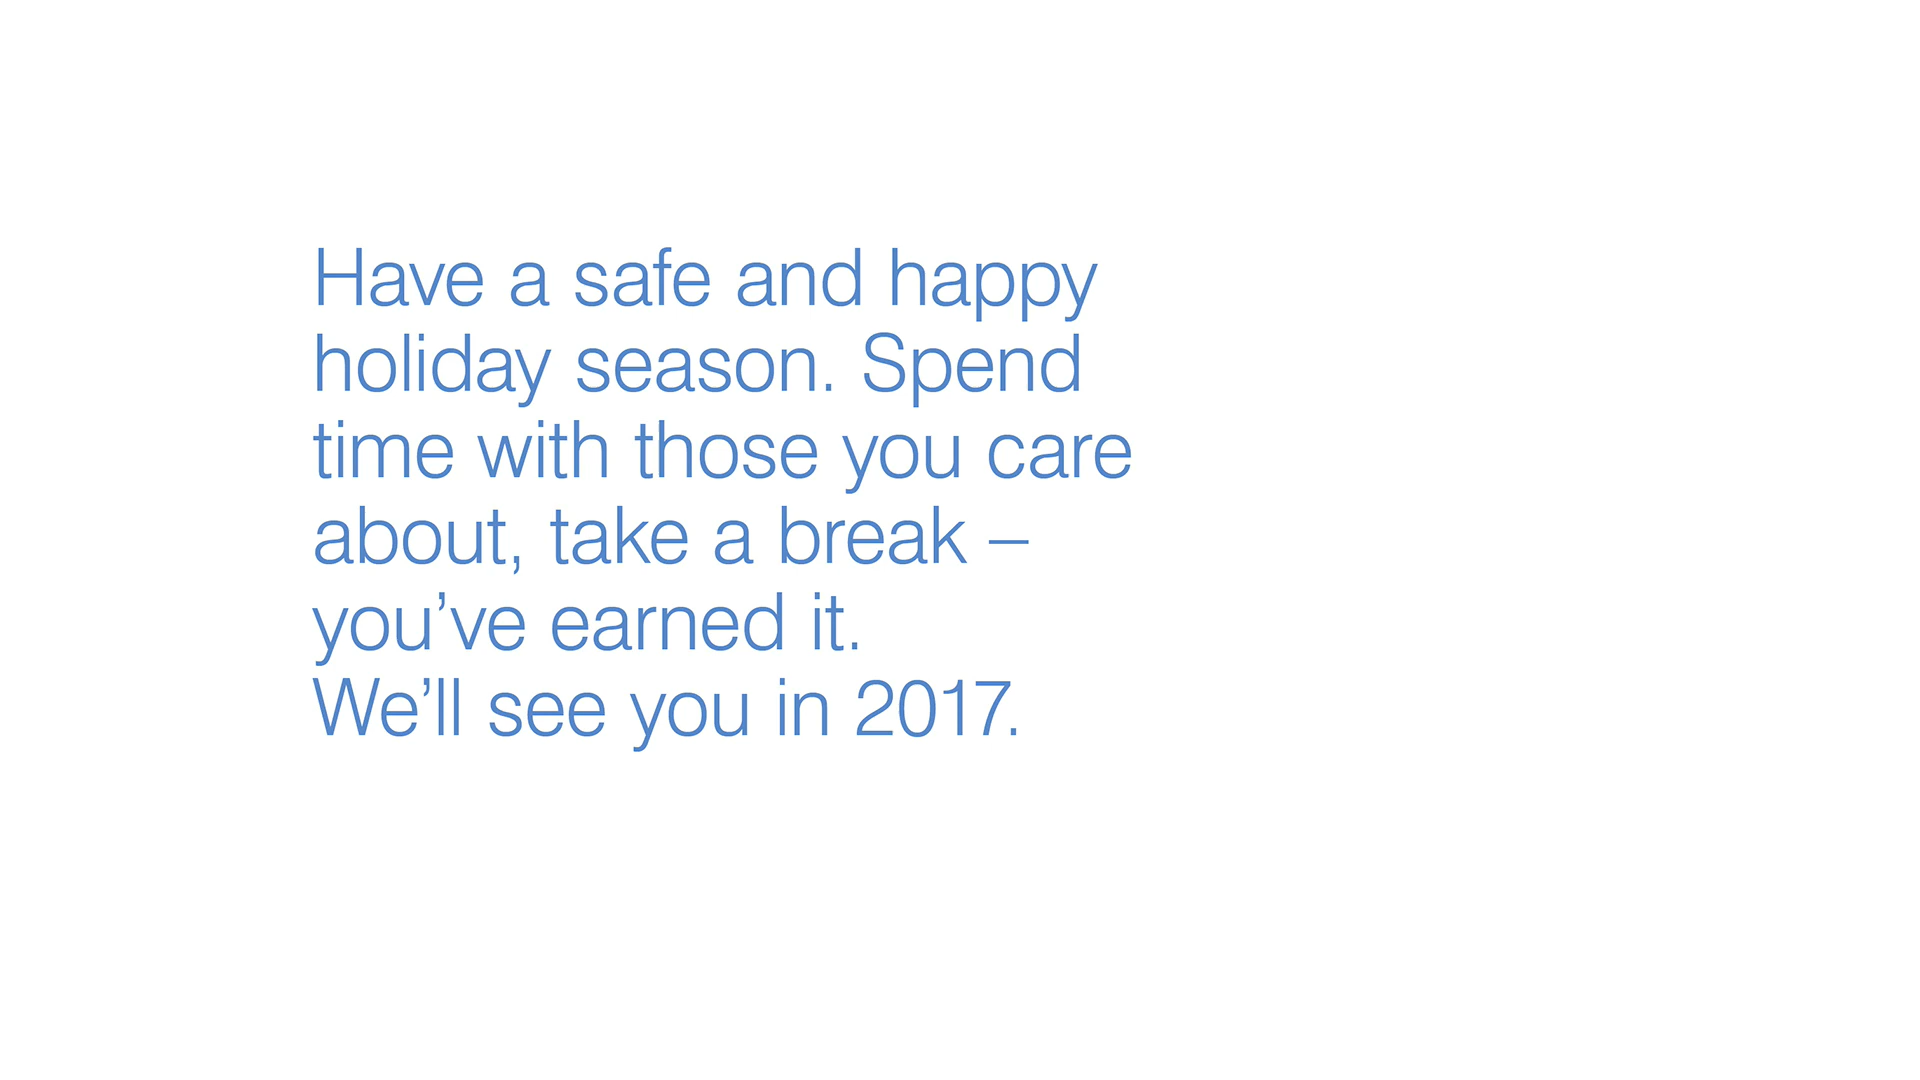 Have a safe and happy
holiday season. Spend
time with those you care
about, take a break –
you’ve earned it.
We’ll see you in 2017.